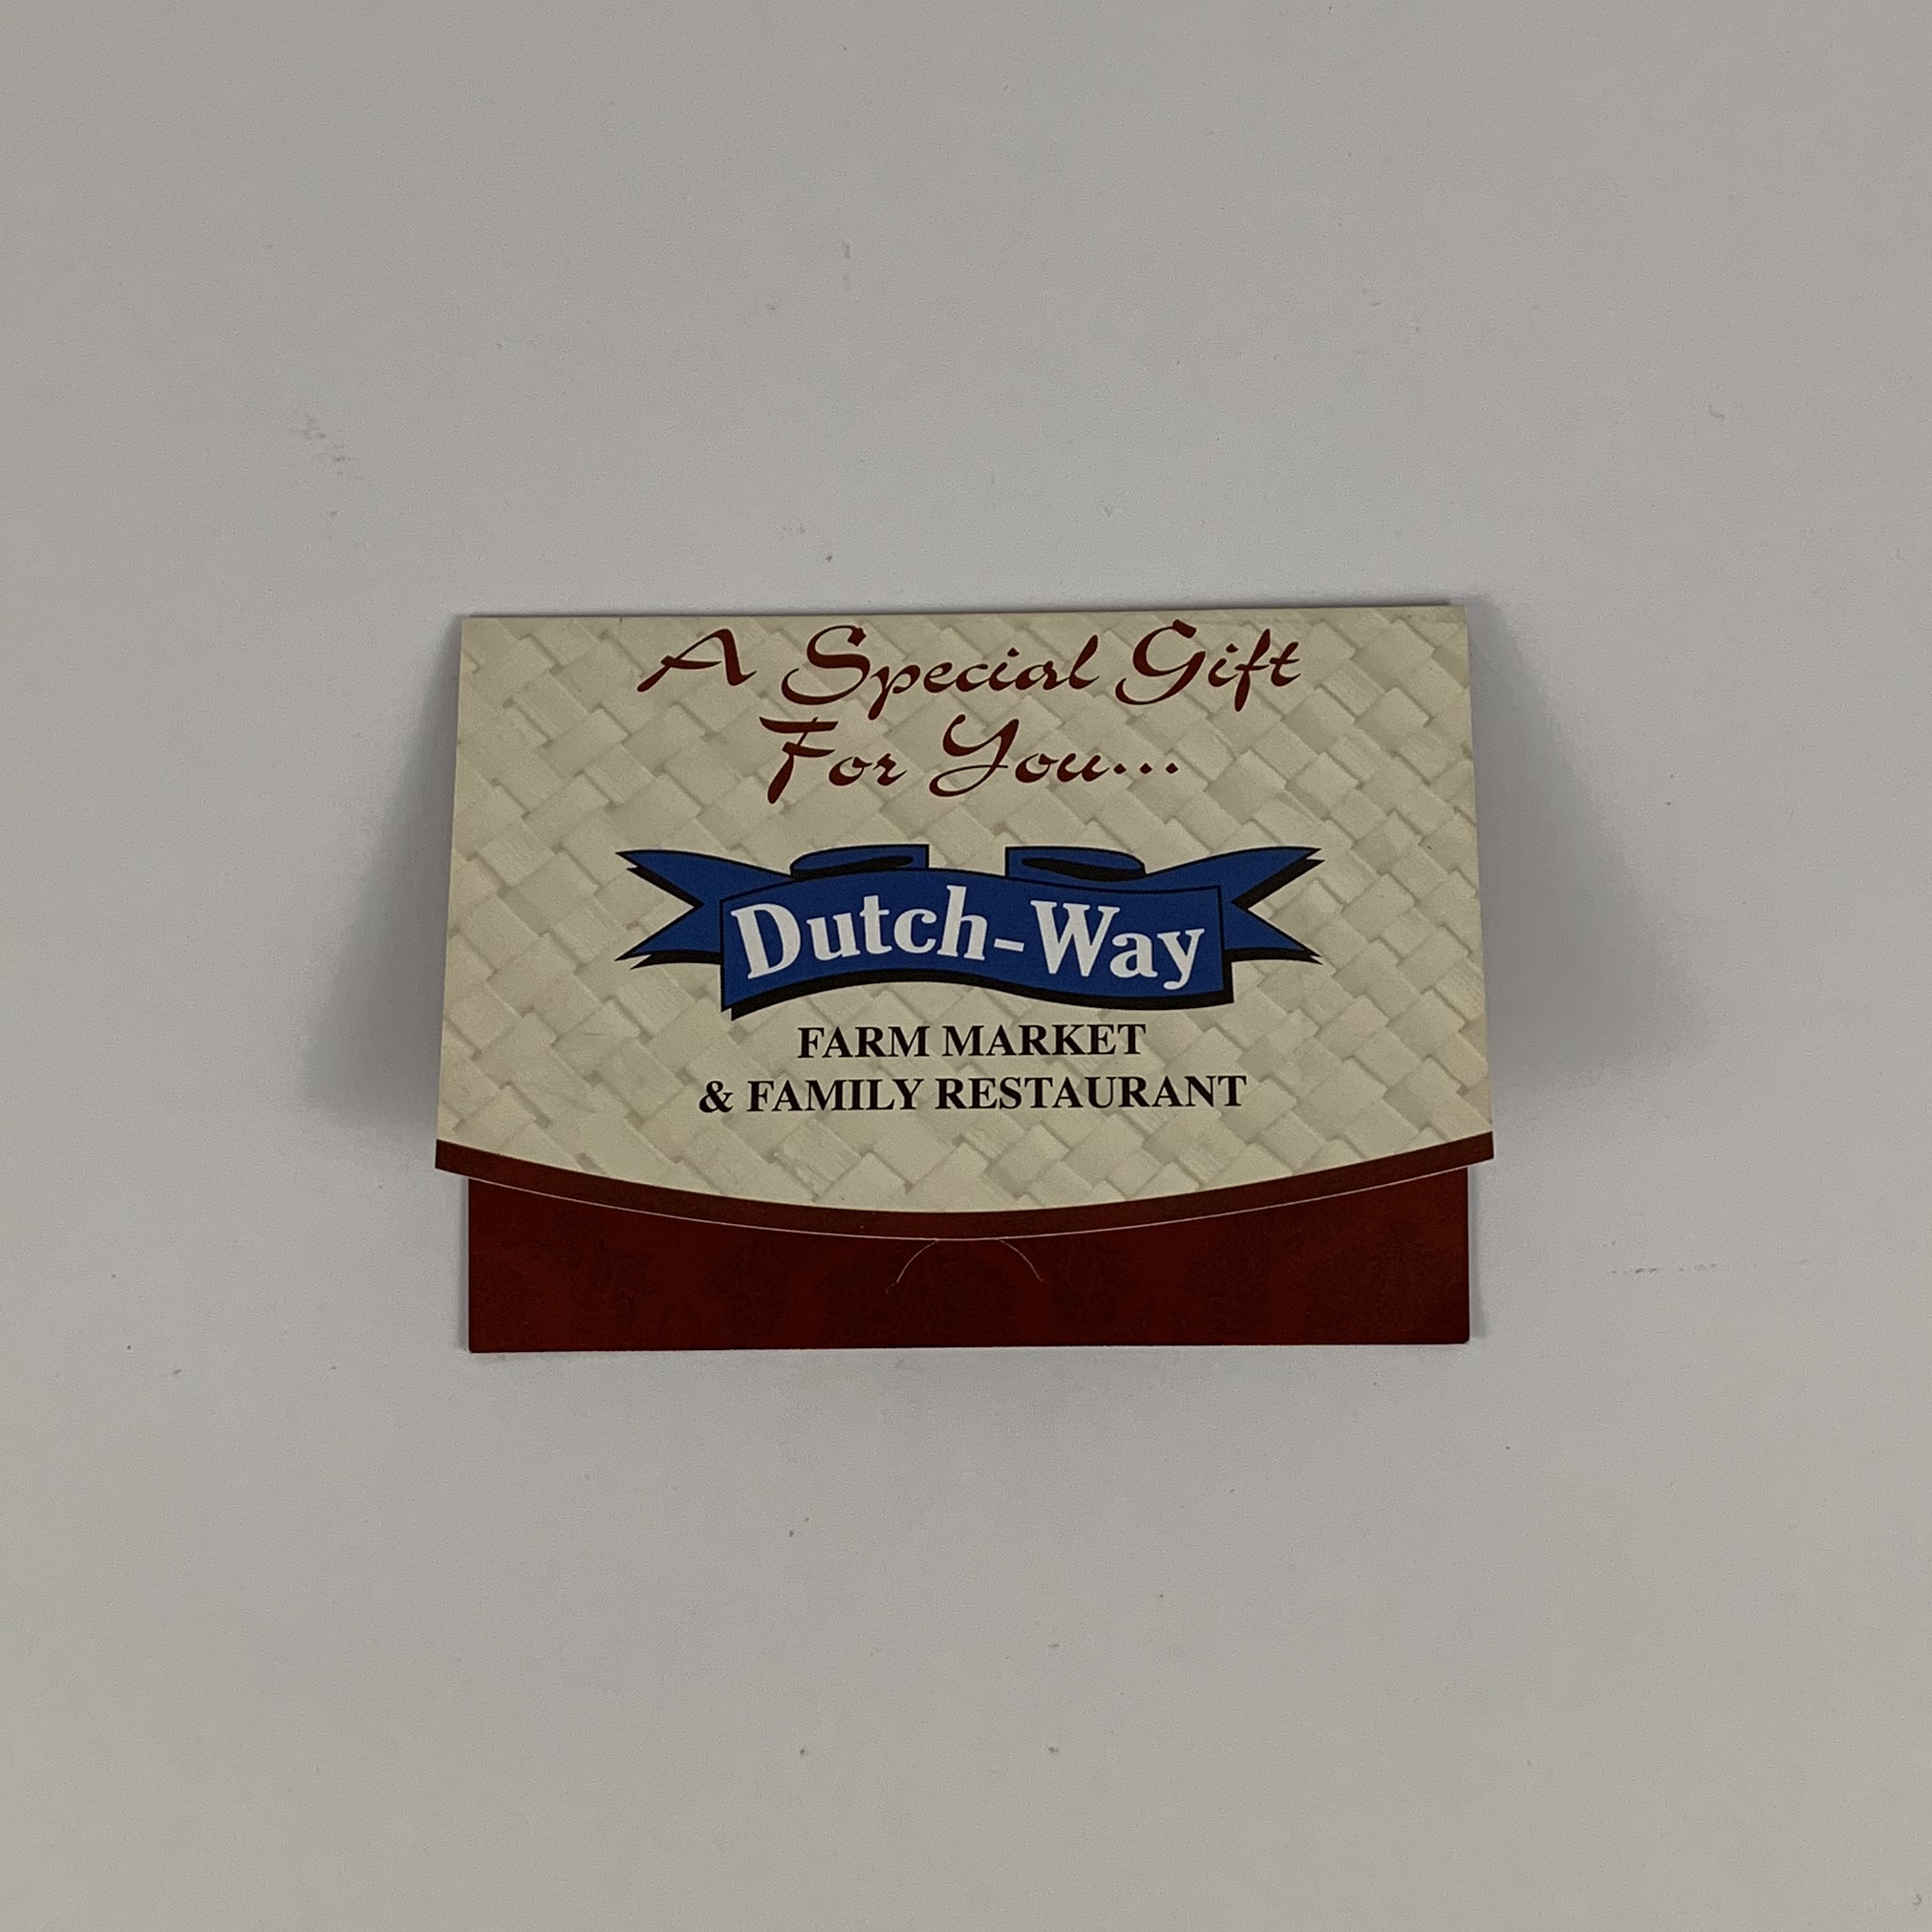 A Special Gift
For You...
Dutch-Way
FARM MARKET
& FAMILY RESTAURANT